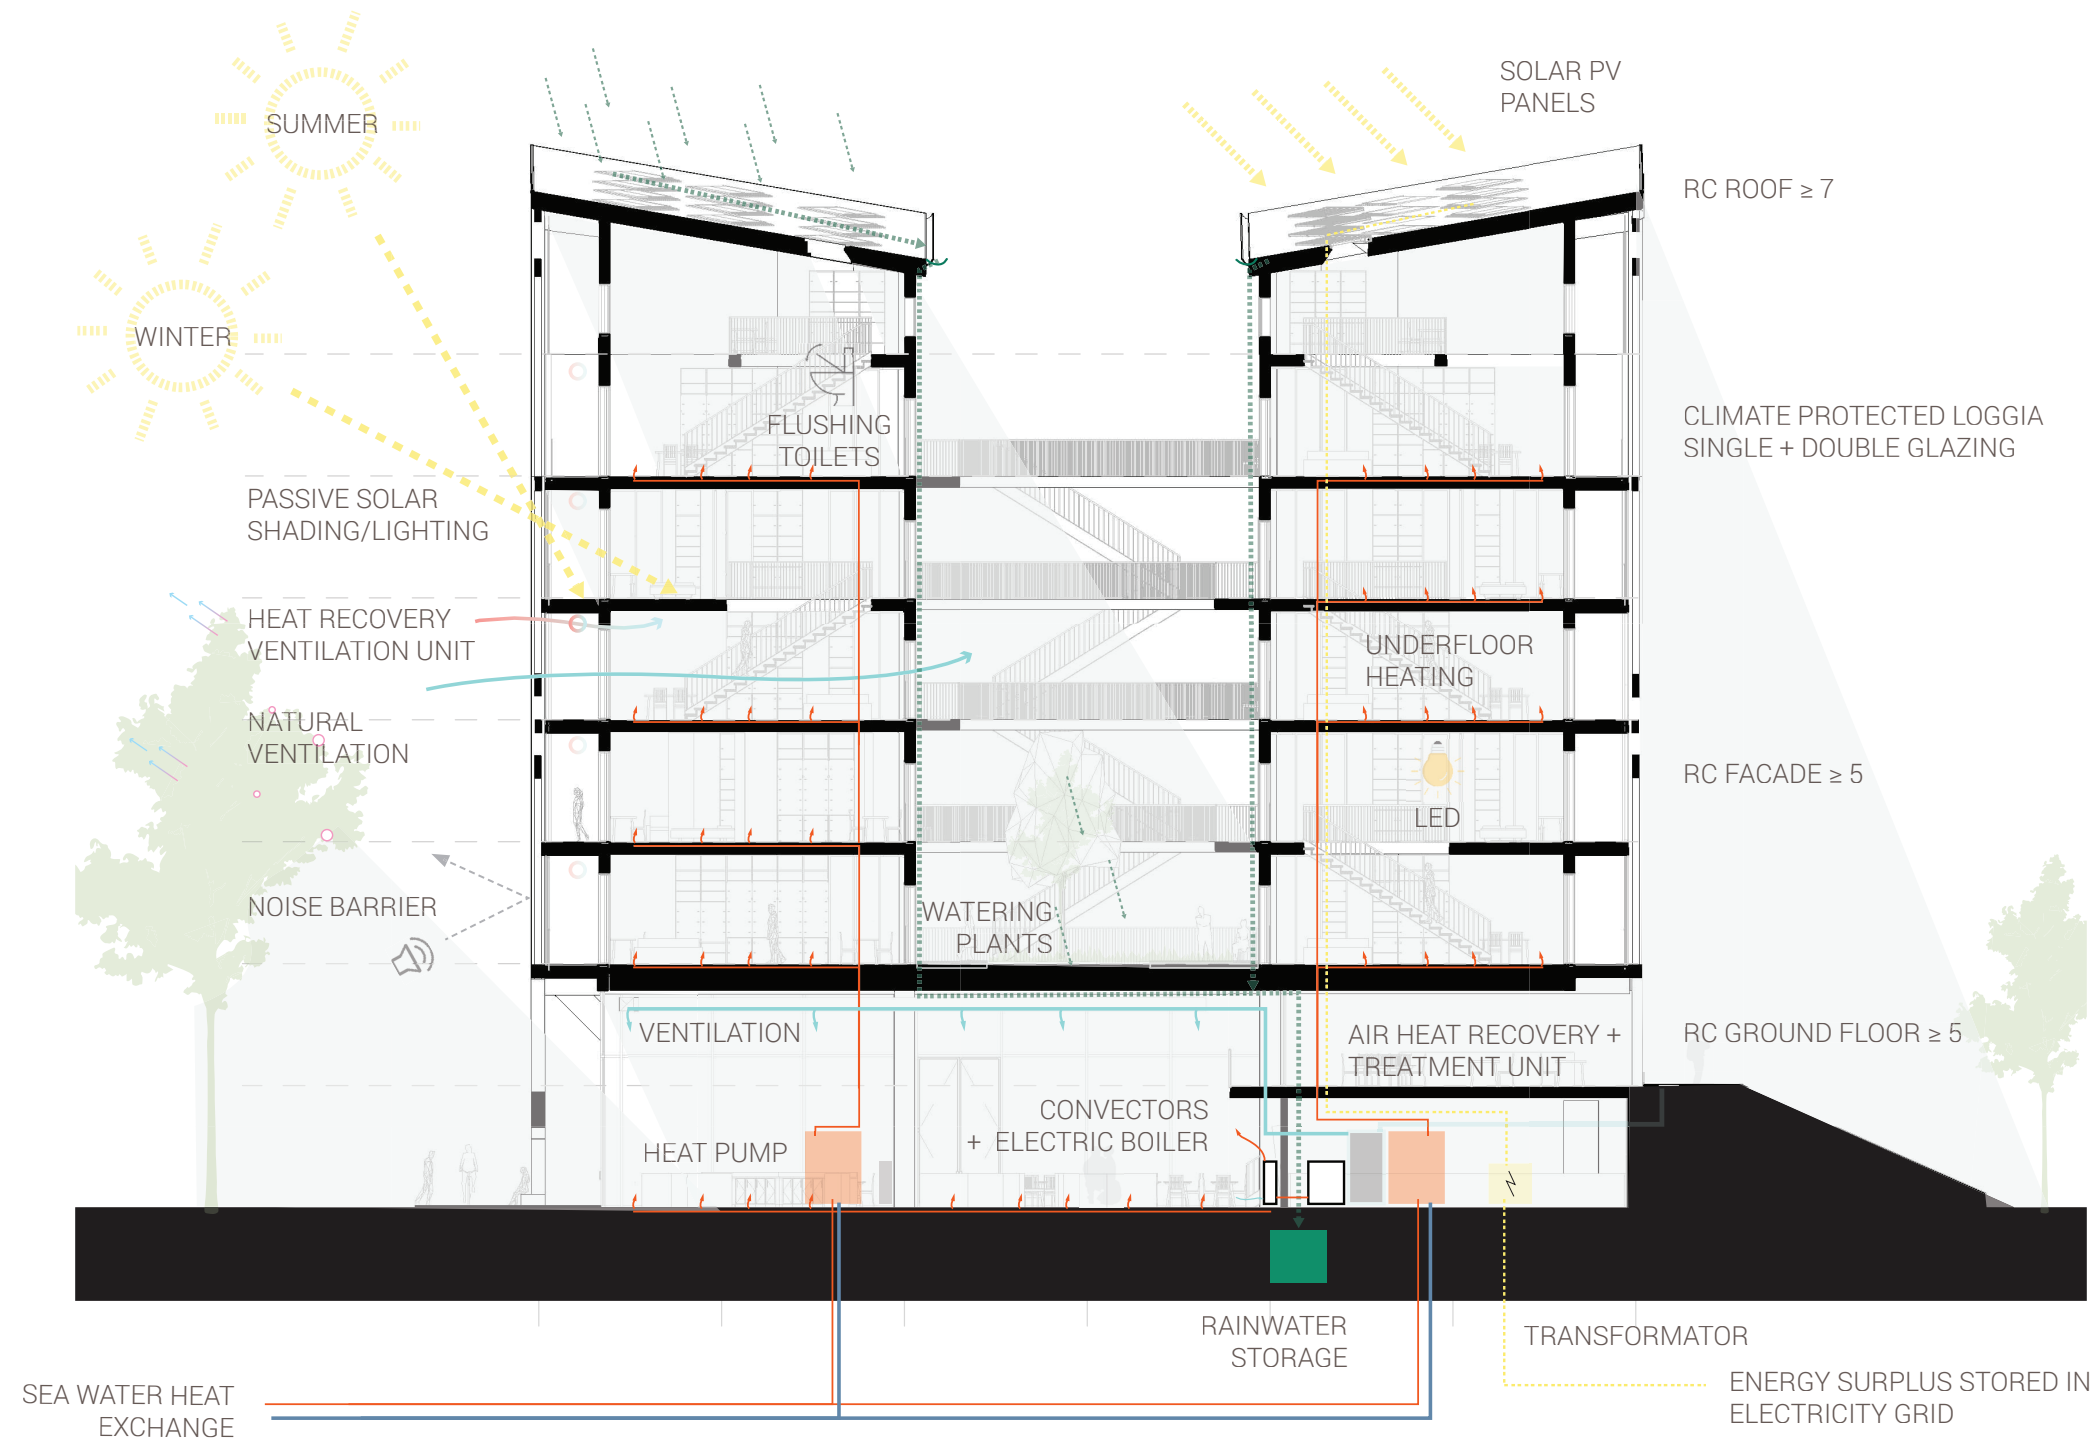 SUMMER
SOLAR PV
PANELS
RC ROOF ≥ 7
WINTER
FLUSHING
TOILETS
CLIMATE PROTECTED LOGGIA
SINGLE + DOUBLE GLAZING
PASSIVE SOLAR
SHADING/LIGHTING
HEAT RECOVERY
VENTILATION UNIT
UNDERFLOOR
HEATING
NATURAL
VENTILATION
RC FACADE ≥ 5
LED
NOISE BARRIER
WATERING
PLANTS
VENTILATION
AIR HEAT RECOVERY +
TREATMENT UNIT
RC GROUND FLOOR ≥ 5
CONVECTORS
+ ELECTRIC BOILER
HEAT PUMP
RAINWATER
STORAGE
TRANSFORMATOR
SEA WATER HEAT
EXCHANGE
ENERGY SURPLUS STORED IN
ELECTRICITY GRID